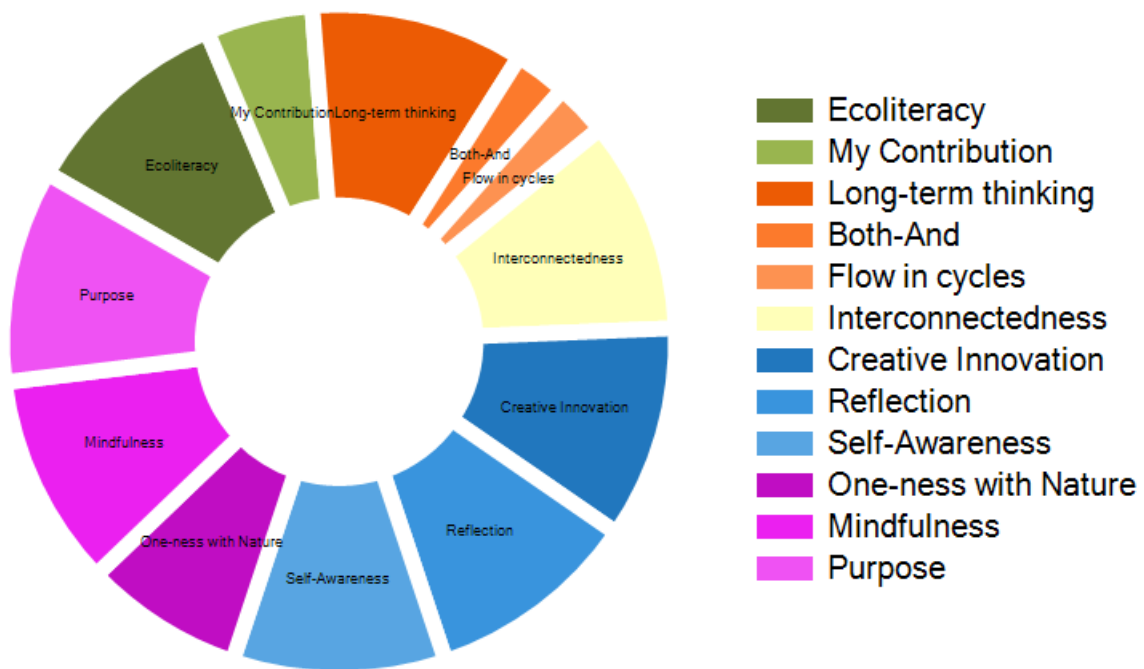 My Contribution
Long-term thinking
Both-And
Flow in cycles
Ecoliteracy
Interconnectedness
Purpose
Creative Innovation
Mindfulness
Reflection
One-ness with Nature
Self-Awareness
Ecoliteracy
My Contribution
Long-term thinking
Both-And
Flow in cycles
Interconnectedness
Creative Innovation
Reflection
Self-Awareness
One-ness with Nature
Mindfulness
Purpose